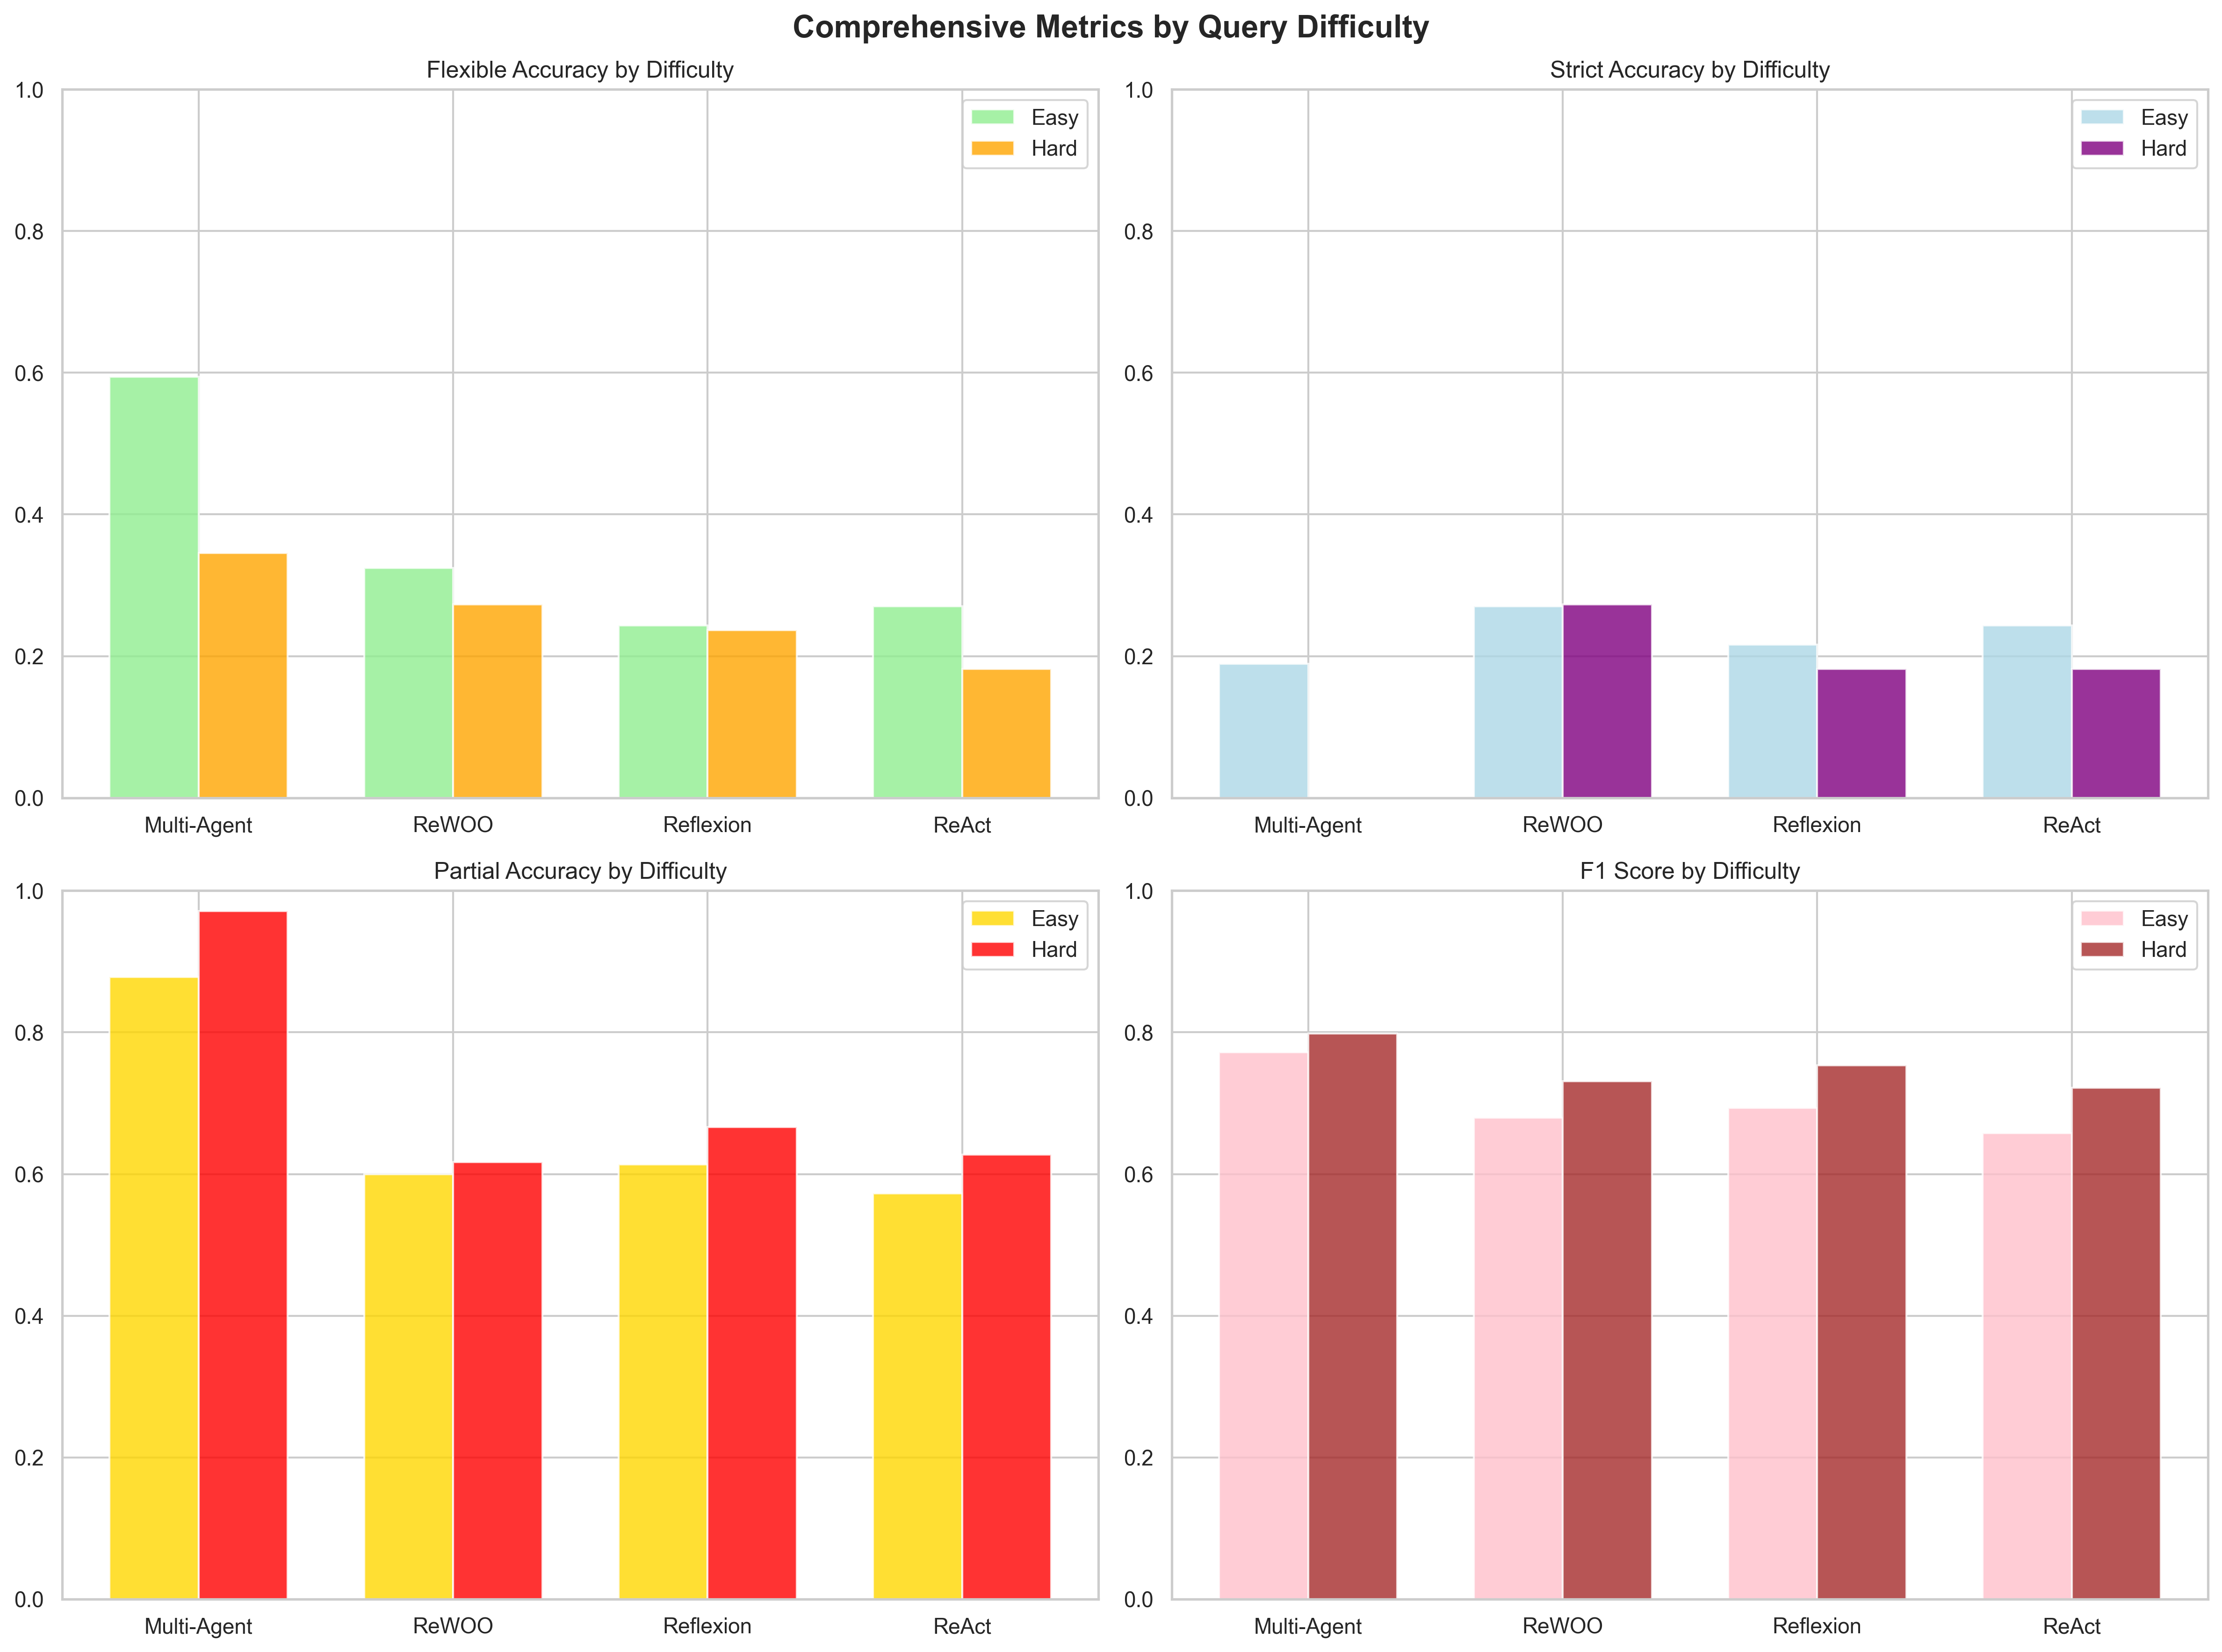 Comprehensive Metrics by Query Difficulty
Flexible Accuracy by Difficulty
1.0
0.8
0.6
0.4
0.2
0.0
Easy
Hard
Multi-Agent ReWOO Reflexion ReAct
Strict Accuracy by Difficulty
1.0
0.8
0.6
0.4
0.2
0.0
Easy
Hard
Multi-Agent ReWOO Reflexion ReAct
Partial Accuracy by Difficulty
1.0
0.8
0.6
0.4
0.2
0.0
Easy
Hard
Multi-Agent ReWOO Reflexion ReAct
F1 Score by Difficulty
1.0
0.8
0.6
0.4
0.2
0.0
Easy
Hard
Multi-Agent ReWOO Reflexion ReAct